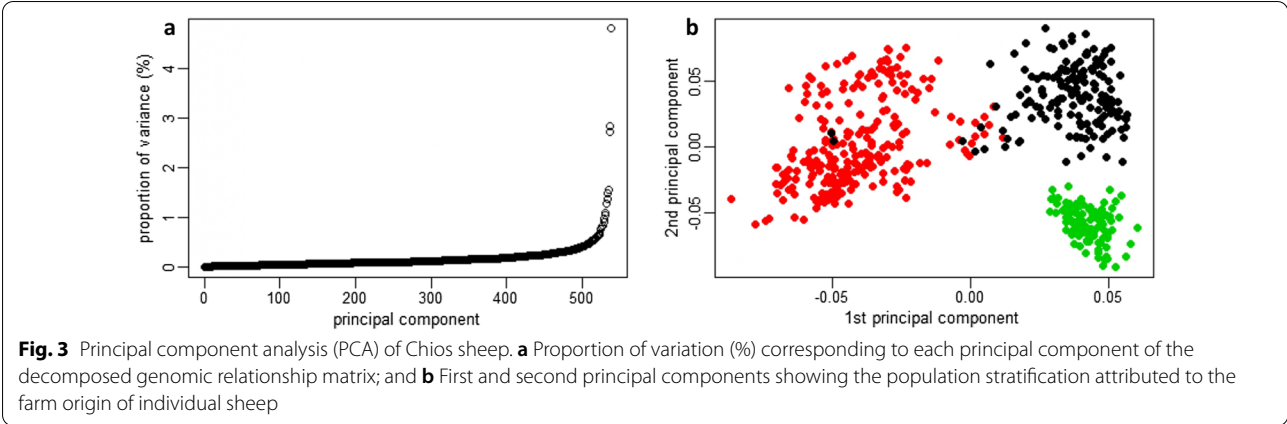 a
proportion of variance (%)
4
3
2
1
0
0 100 200 300 400 500
principal component
b
2nd principal component
0.05
0.00
-0.05
-0.05 0.00 0.05
1st principal component
Fig. 3 Principal component analysis (PCA) of Chios sheep. a Proportion of variation (%) corresponding to each principal component of the
decomposed genomic relationship matrix; and b First and second principal components showing the population stratification attributed to the
farm origin of individual sheep